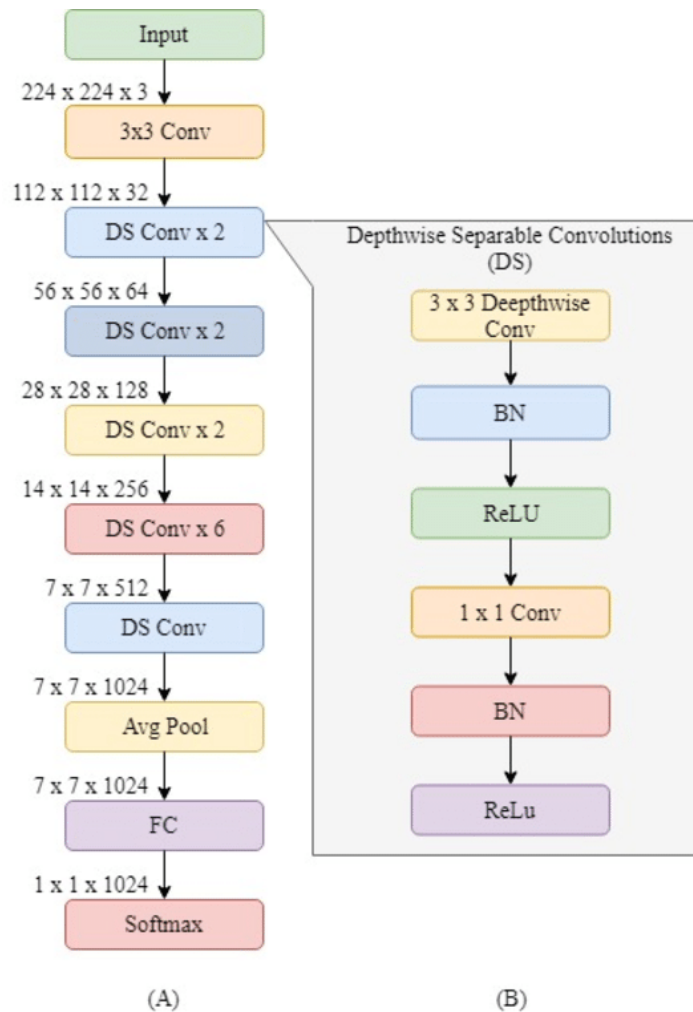 Input
224 x 224 x 3
3x3 Conv
112 x 112 x 32
DS Conv x 2
56 x 56 x 64
DS Conv x 2
28 x 28 x 128
DS Conv x 2
14 x 14 x 256
DS Conv x 6
7 x 7 x 512
DS Conv
7 x 7 x 1024
Avg Pool
7 x 7 x 1024
FC
1 x 1 x 1024
Softmax
(A)
Depthwise Separable Convolutions
(DS)
3 x 3 Deepthwise
Conv
BN
ReLU
1 x 1 Conv
BN
ReLu
(B)